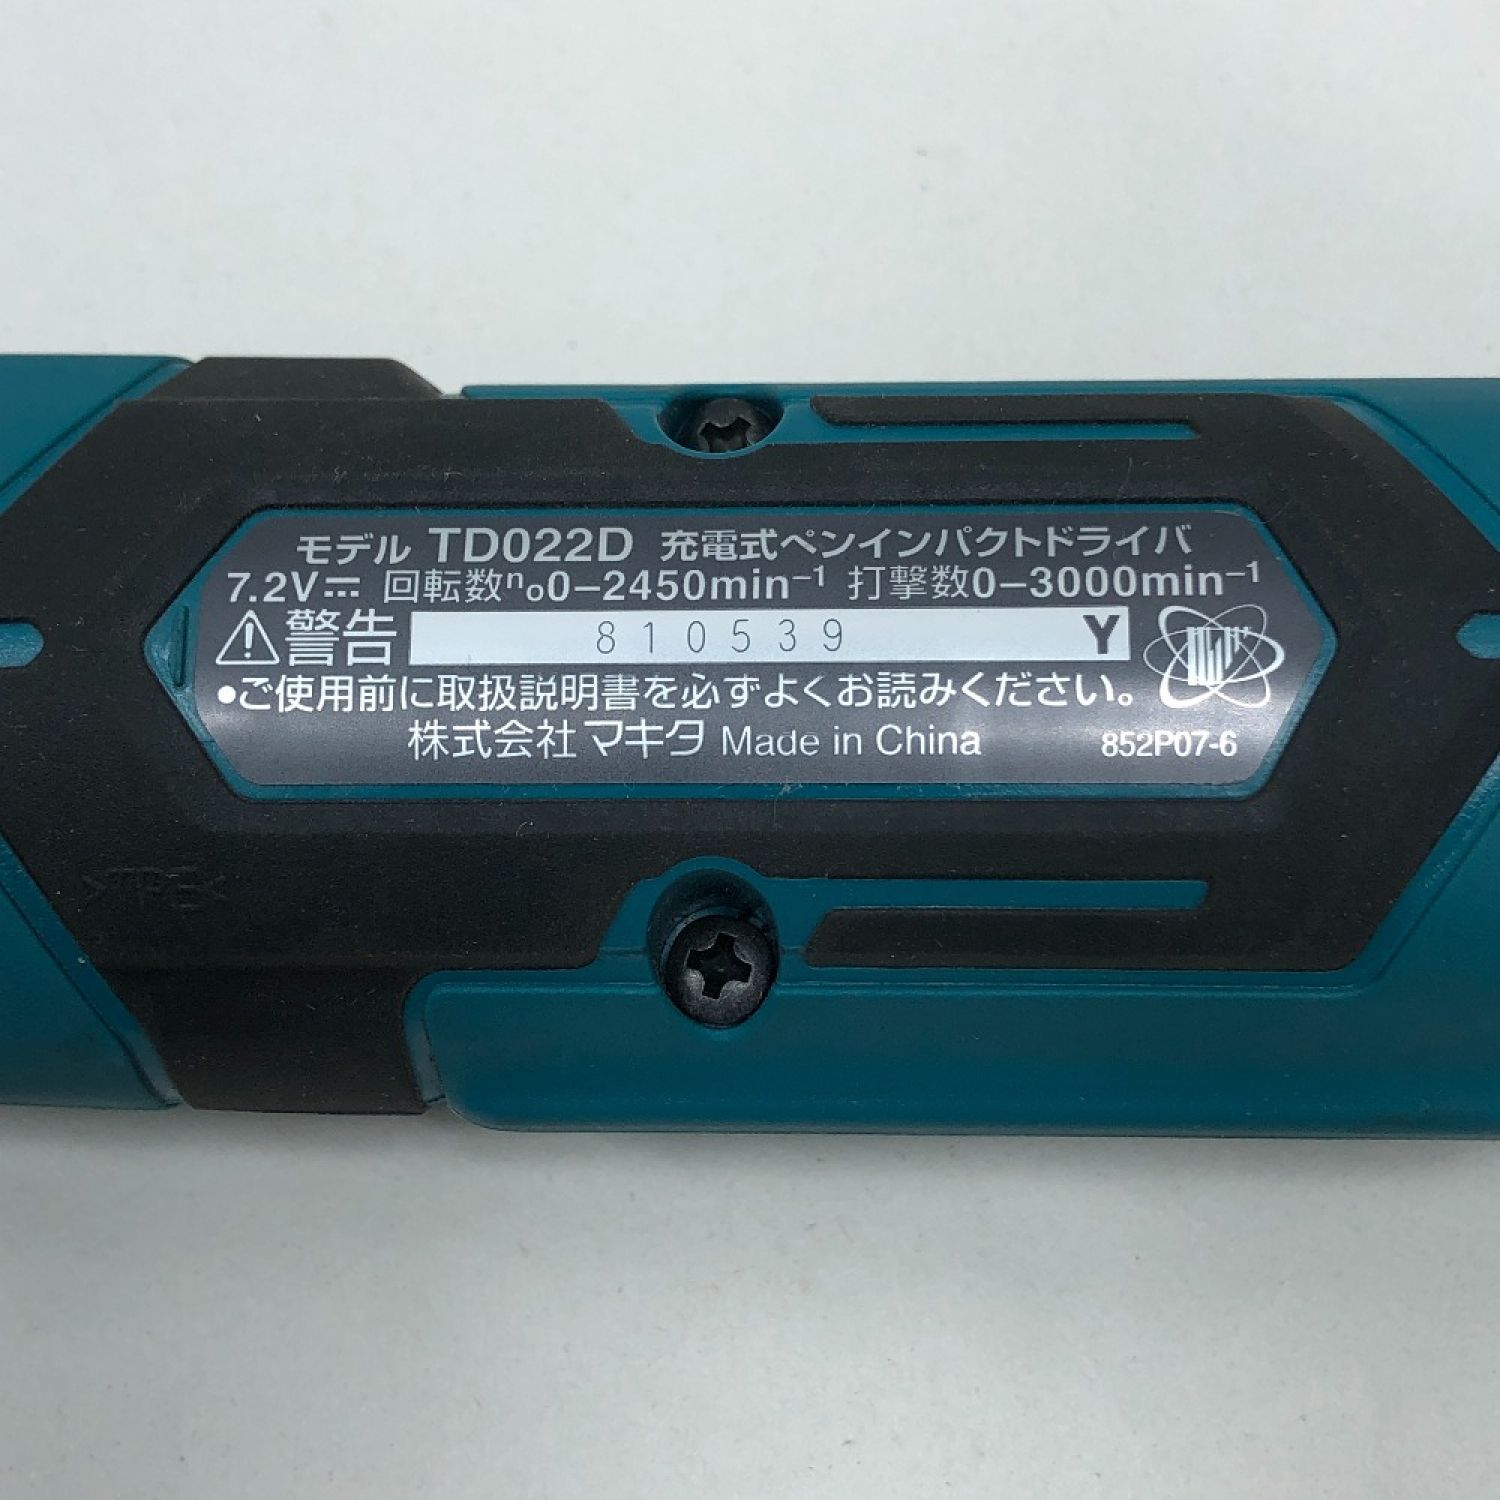 モデル TD022D 充電式ペンインパクトドライバ
7.2V⎓ 回転数n₀0–2450min⁻¹ 打撃数0–3000min⁻¹
⚠警告 810539 Y
●ご使用前に取扱説明書を必ずよくお読みください。
株式会社マキタ Made in China 852P07-6